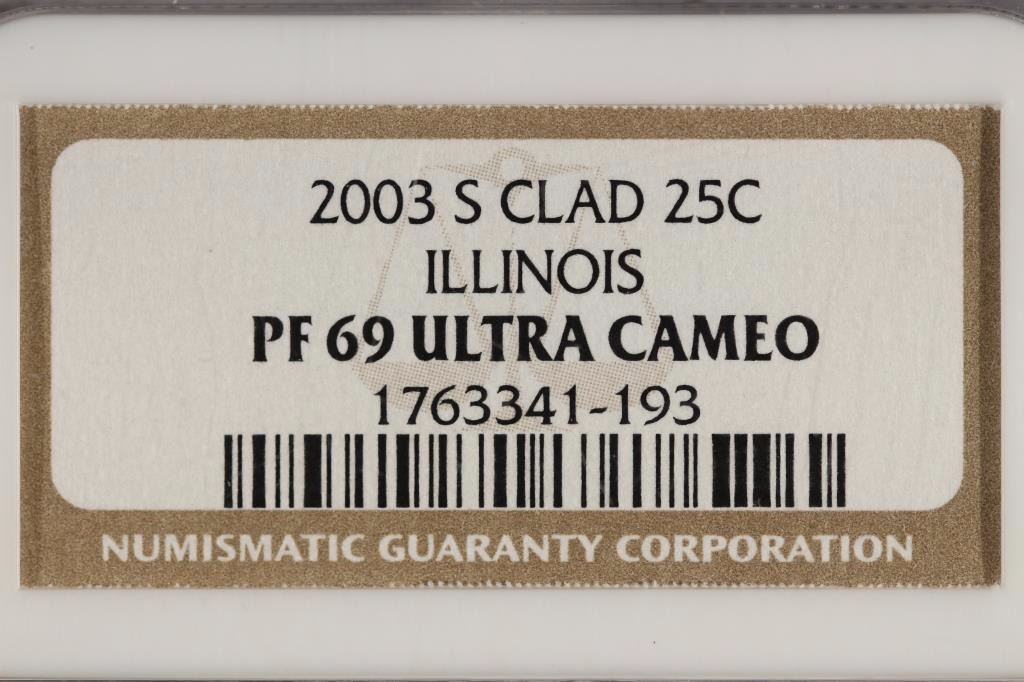 2003 S CLAD 25C
ILLINOIS
PF 69 ULTRA CAMEO
1763341-193
NUMISMATIC GUARANTY CORPORATION